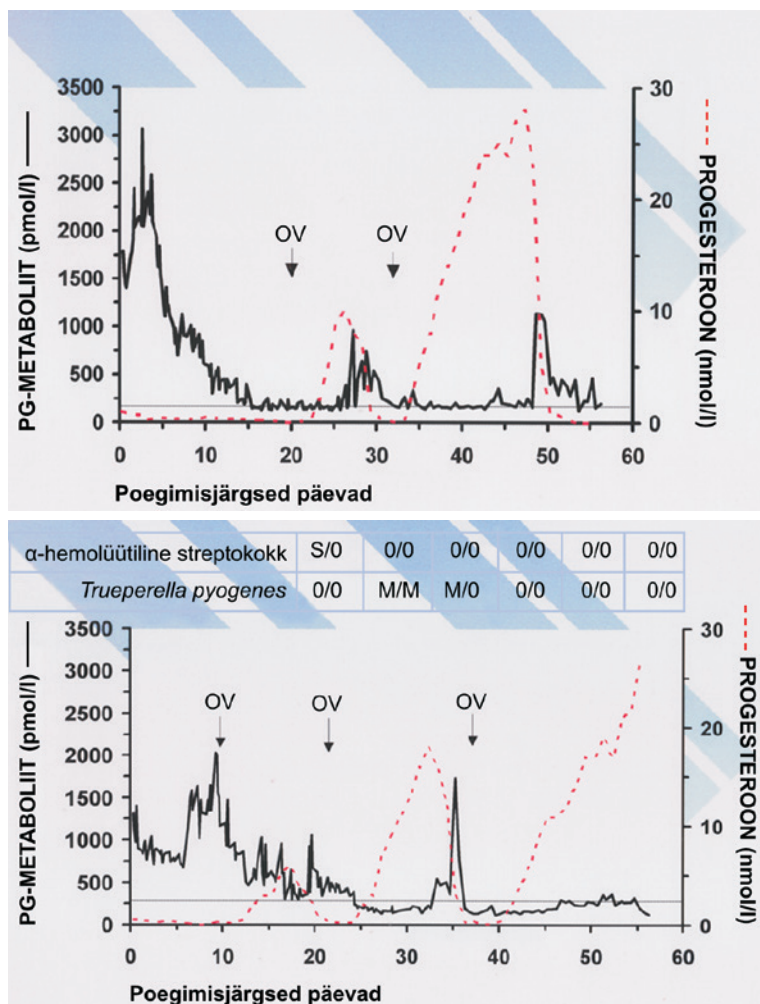 3500
3000
2500
2000
1500
1000
500
0
PG-METABOLIIT (pmol/l)
30
20
10
0
PROGESTEROON (nmol/l)
OV
OV
0
10
20
30
40
50
60
Poegimisjärgsed päevad
α-hemolüütiline streptokokk S/0 0/0 0/0 0/0 0/0 0/0
Trueperella pyogenes 0/0 M/M M/0 0/0 0/0 0/0
3500
3000
2500
2000
1500
1000
500
0
PG-METABOLIIT (pmol/l)
30
20
10
0
PROGESTEROON (nmol/l)
OV
OV
OV
0
10
20
30
40
50
60
Poegimisjärgsed päevad